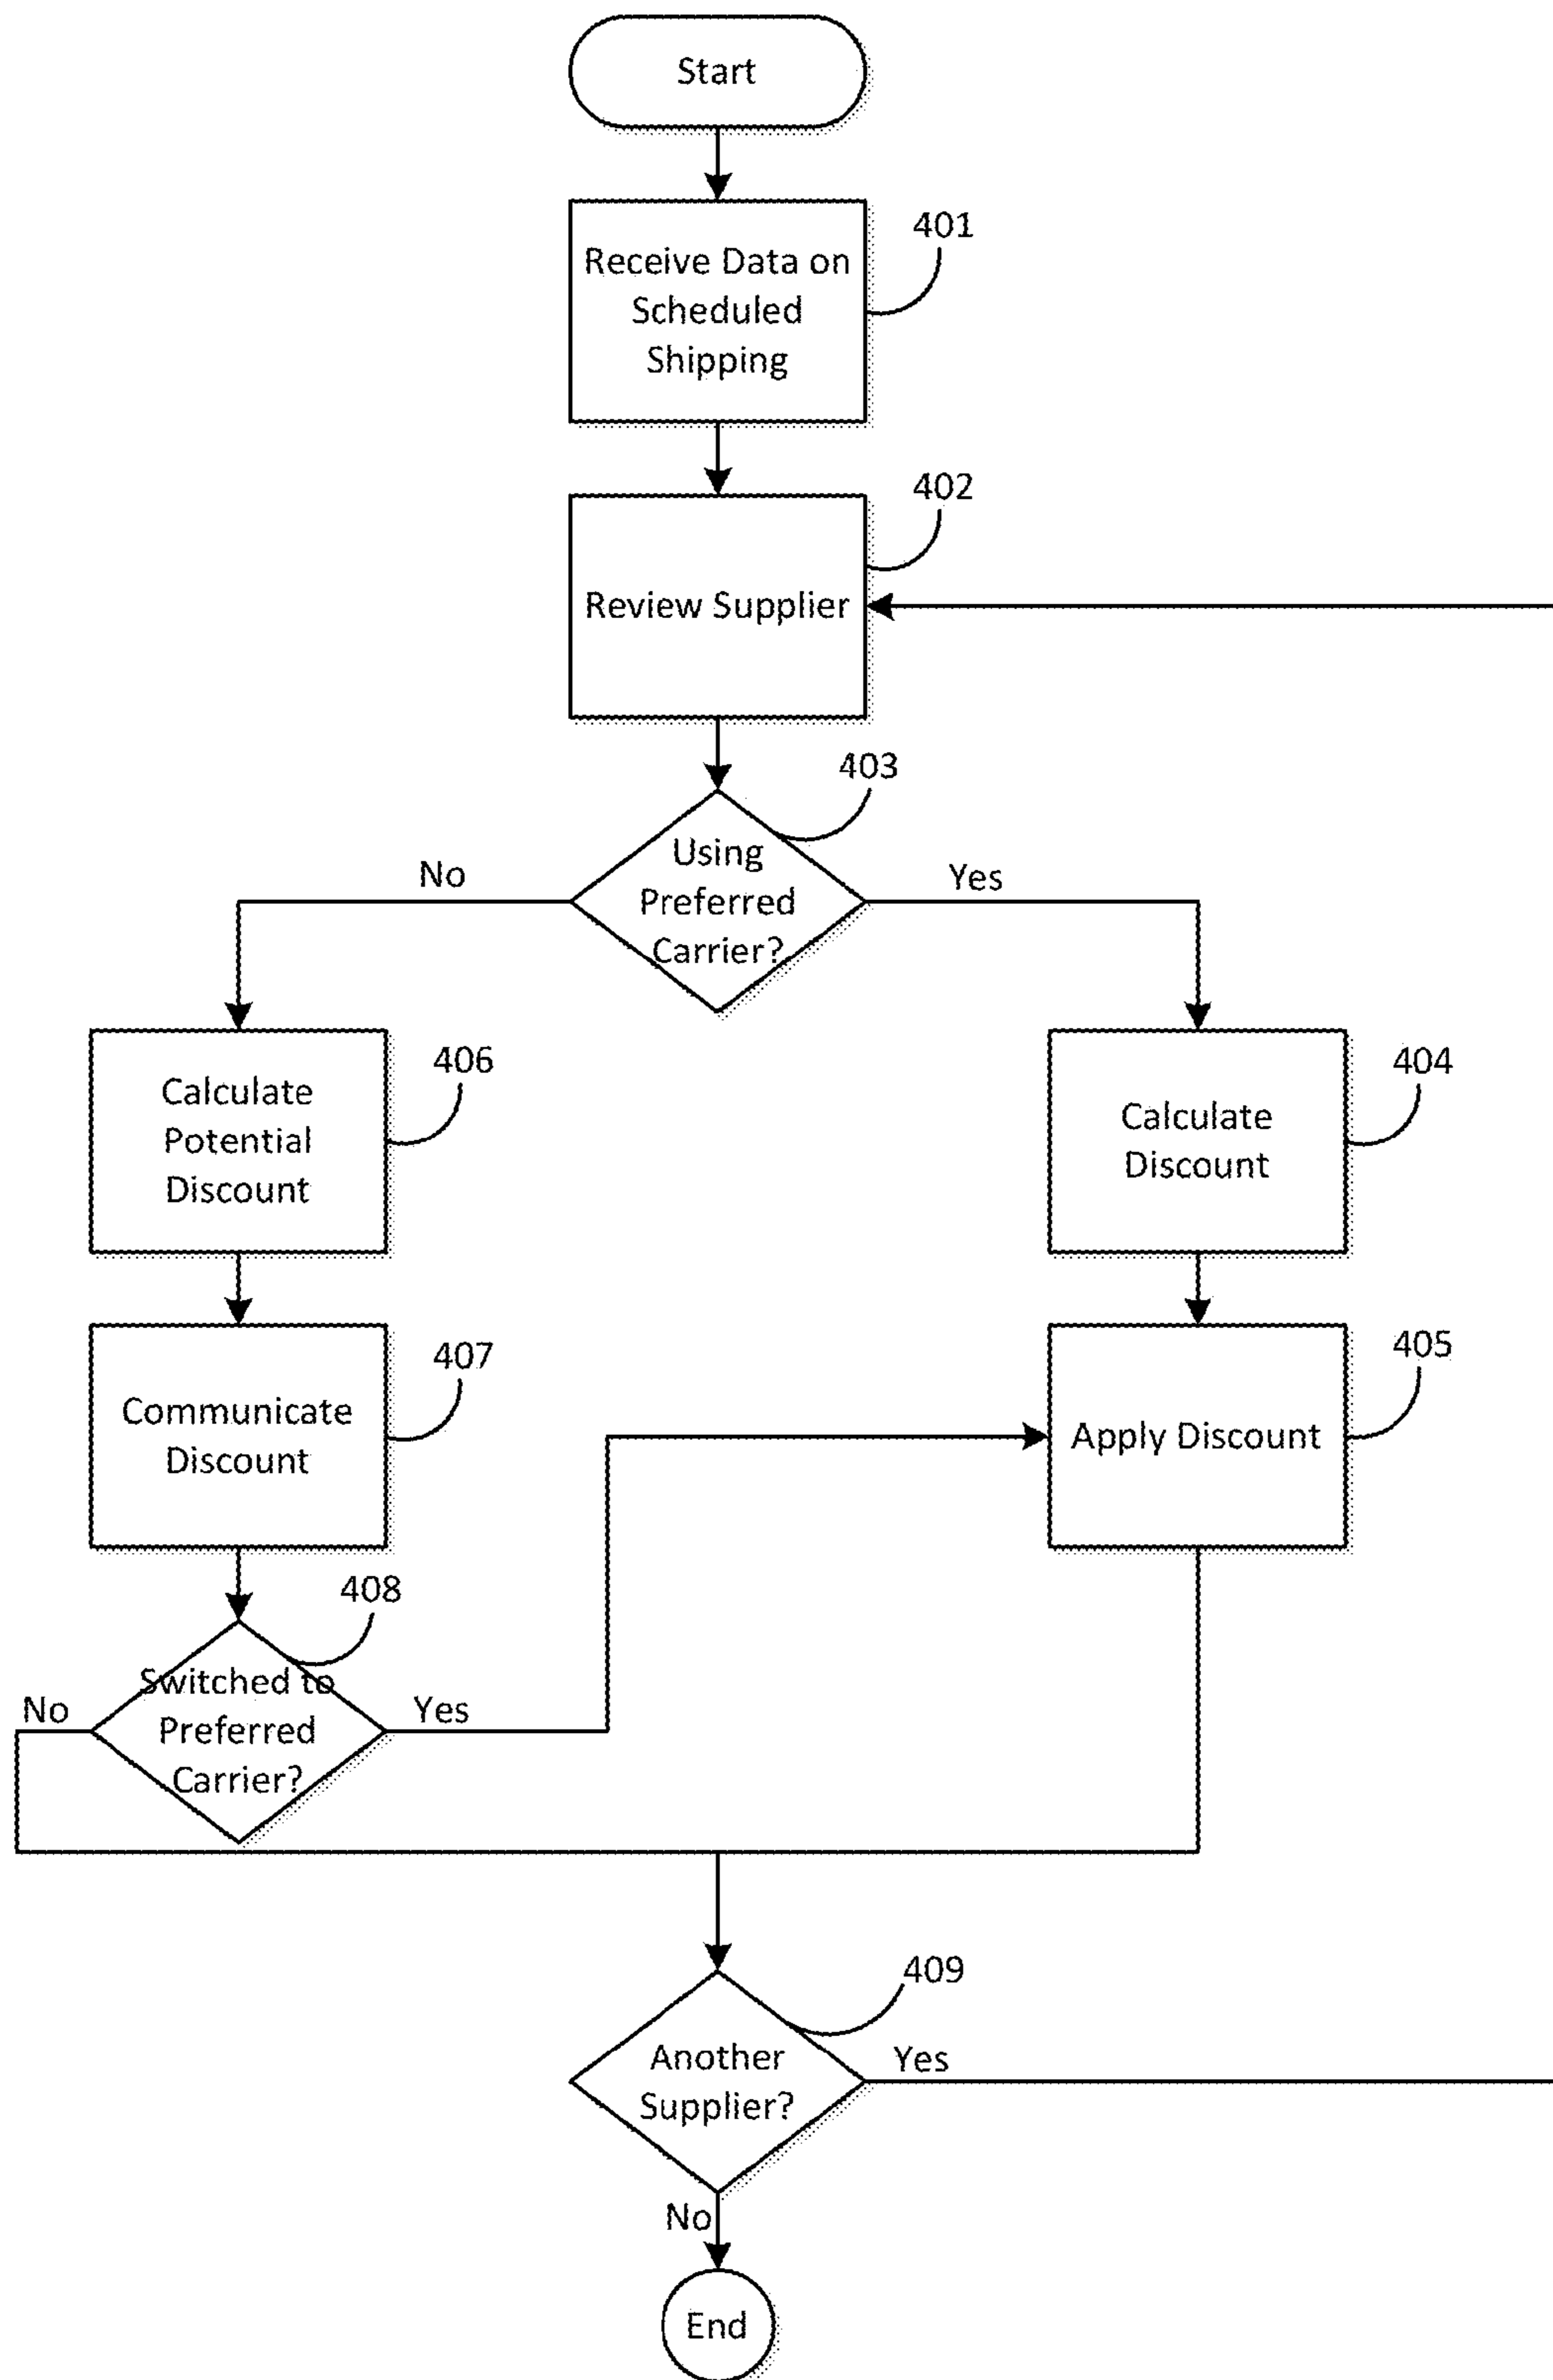 Start
401
Receive Data on
Scheduled
Shipping
402
Review Supplier
403
Using
Preferred
Carrier?
No
Yes
406
Calculate
Potential
Discount
404
Calculate
Discount
407
Communicate
Discount
405
Apply Discount
408
Switched to
Preferred
Carrier?
No
Yes
409
Another
Supplier?
Yes
No
End